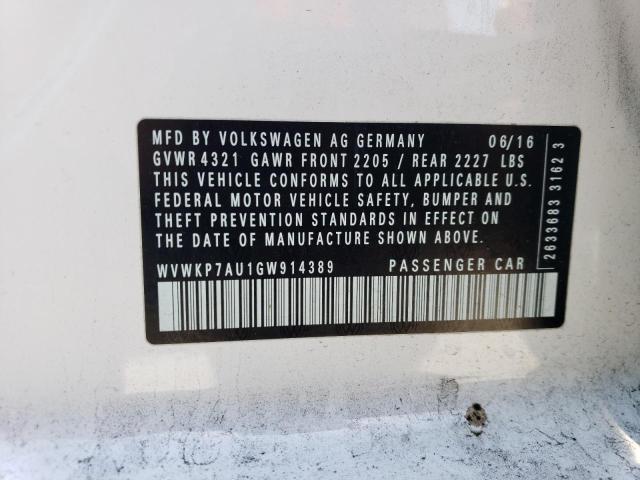 MFD BY VOLKSWAGEN AG GERMANY 06/16
GVWR 4321 GAWR FRONT 2205 / REAR 2227 LBS
THIS VEHICLE CONFORMS TO ALL APPLICABLE U.S.
FEDERAL MOTOR VEHICLE SAFETY, BUMPER AND
THEFT PREVENTION STANDARDS IN EFFECT ON
THE DATE OF MANUFACTURE SHOWN ABOVE.
WVWKP7AU1GW914389 PASSENGER CAR
2633683 3162 3